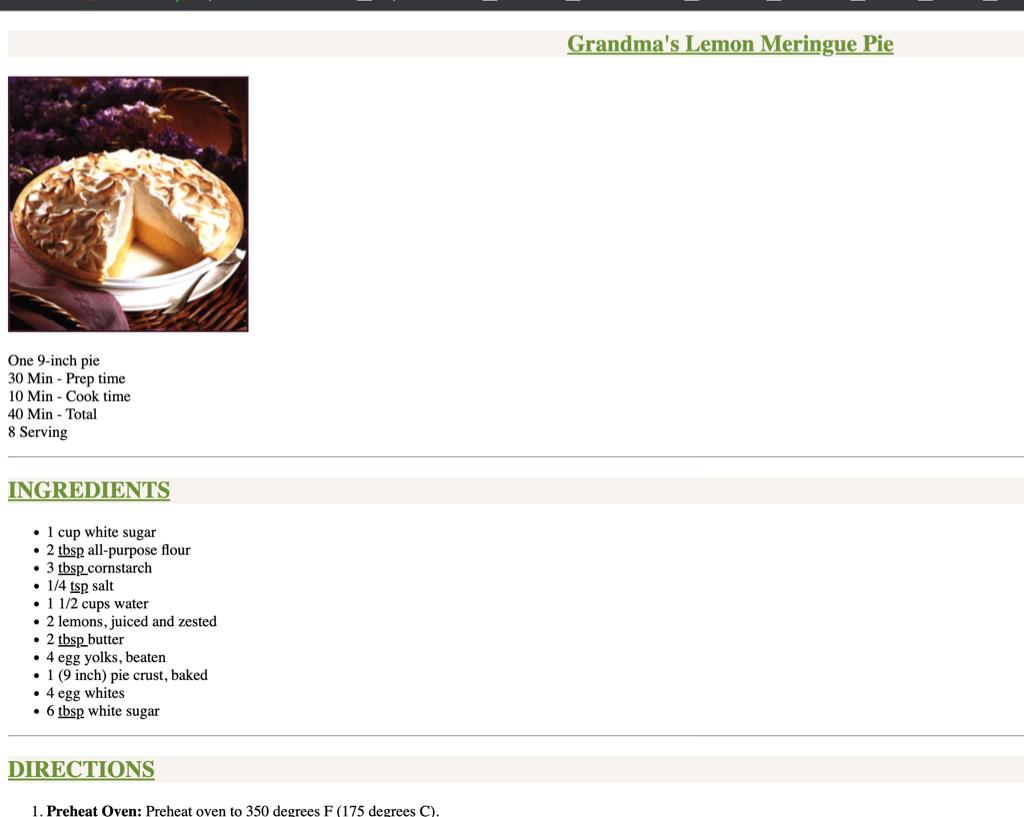 Grandma's Lemon Meringue Pie
One 9-inch pie
30 Min - Prep time
10 Min - Cook time
40 Min - Total
8 Serving
INGREDIENTS
• 1 cup white sugar
• 2 tbsp all-purpose flour
• 3 tbsp cornstarch
• 1/4 tsp salt
• 1 1/2 cups water
• 2 lemons, juiced and zested
• 2 tbsp butter
• 4 egg yolks, beaten
• 1 (9 inch) pie crust, baked
• 4 egg whites
• 6 tbsp white sugar
DIRECTIONS
1. Preheat Oven: Preheat oven to 350 degrees F (175 degrees C).